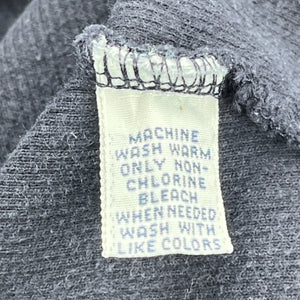 MACHINE
WASH WARM
ONLY NON-
CHLORINE
BLEACH
WHEN NEEDED
WASH WITH
LIKE COLORS